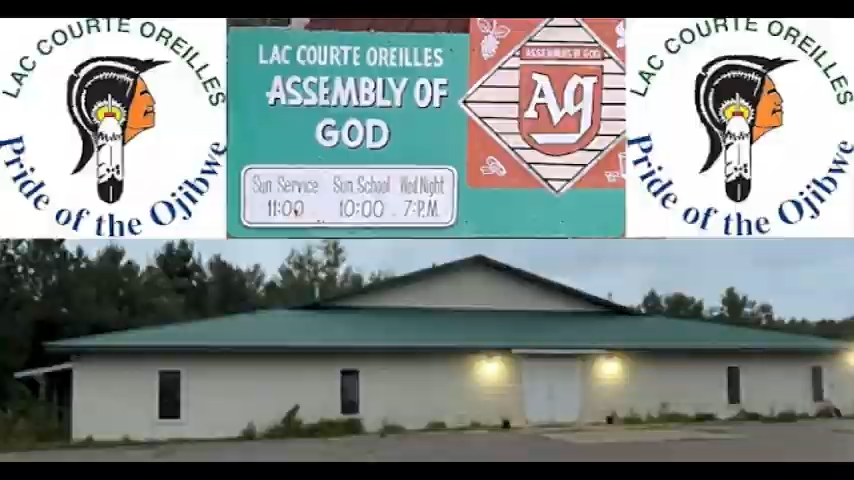 LAC COURTE OREILLES
Pride of the Ojibwe
LAC COURTE OREILLES
ASSEMBLY OF
GOD
Sun Service Sun School Wed Night
11:00 10:00 7:P.M.
ASSEMBLIES OF GOD
AG
LAC COURTE OREILLES
Pride of the Ojibwe